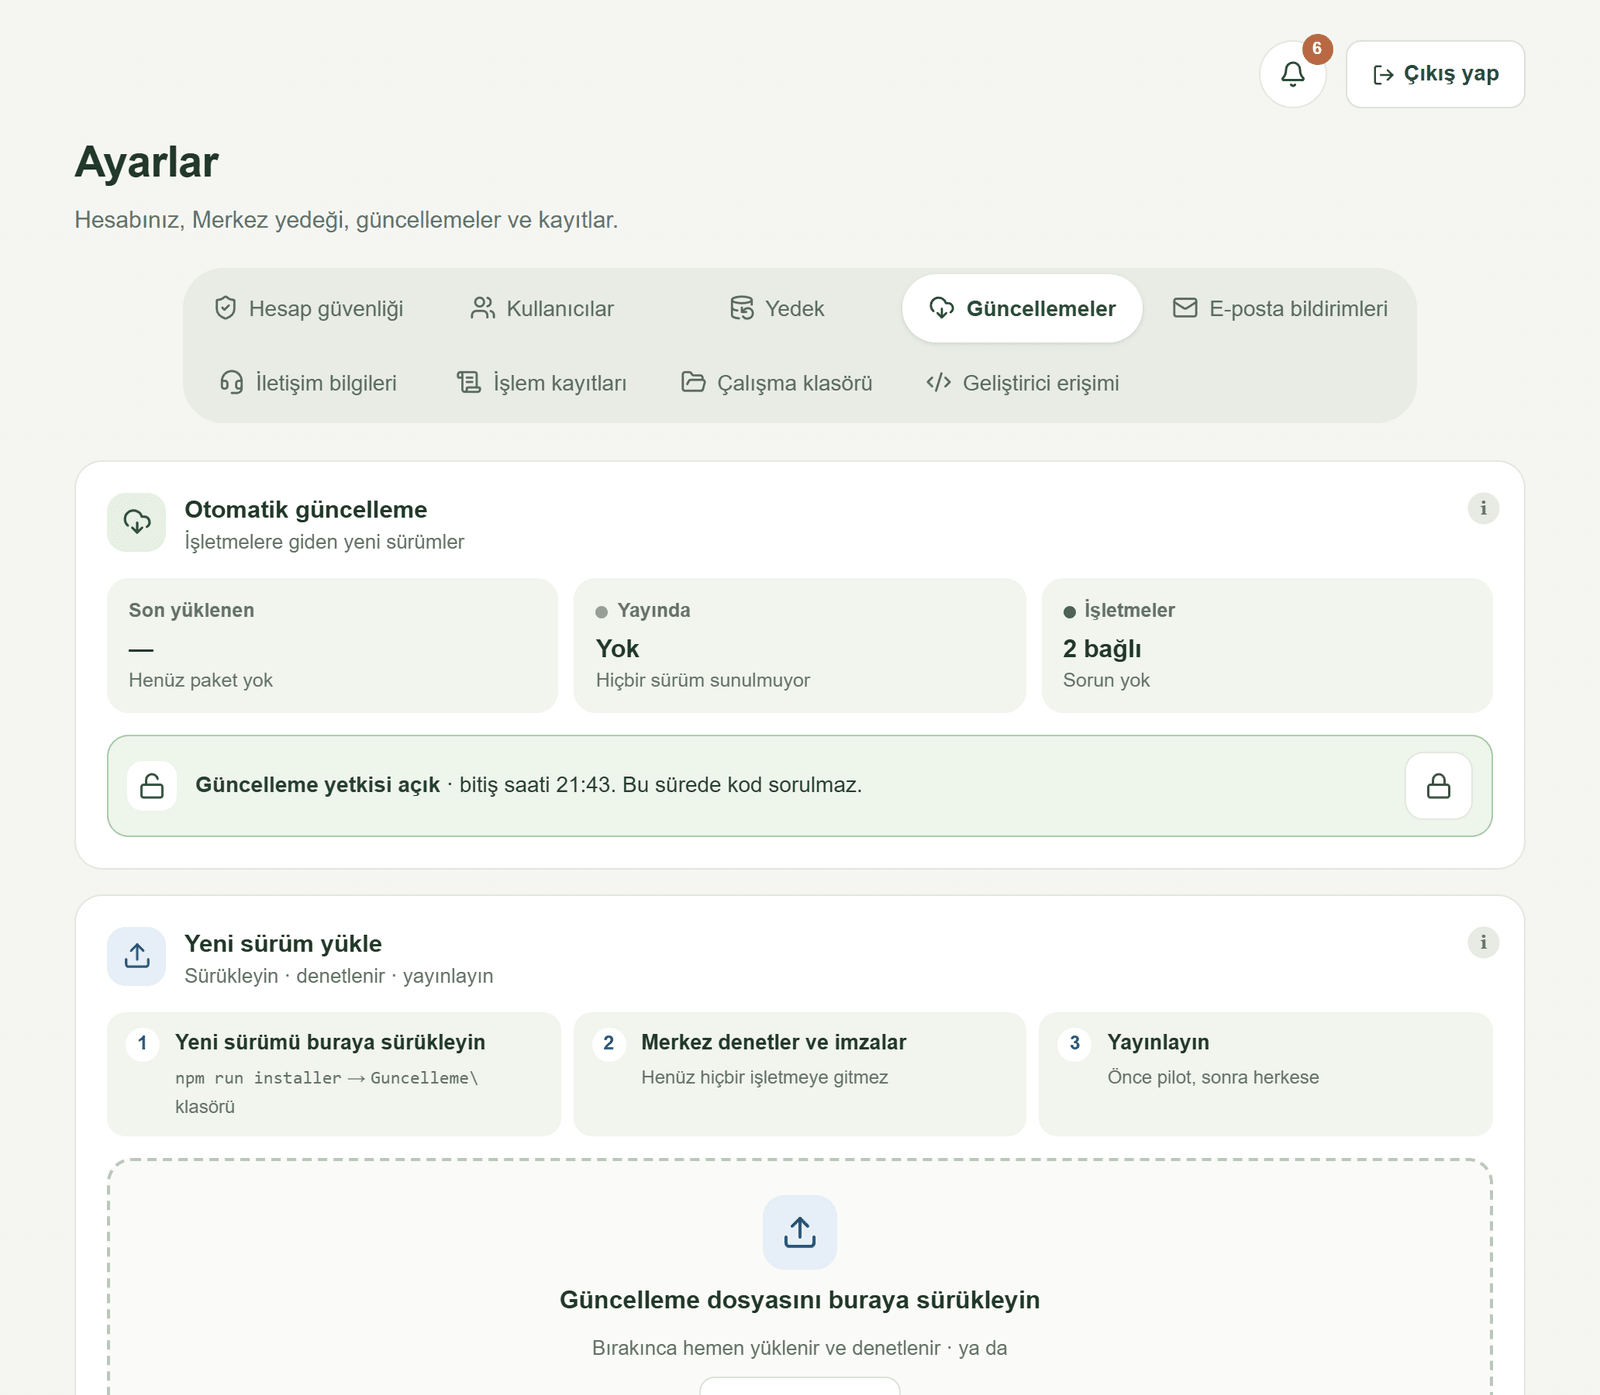 6
Çıkış yap
Ayarlar
Hesabınız, Merkez yedeği, güncellemeler ve kayıtlar.
Hesap güvenliği
Kullanıcılar
Yedek
Güncellemeler
E-posta bildirimleri
İletişim bilgileri
İşlem kayıtları
Çalışma klasörü
Geliştirici erişimi
Otomatik güncelleme
i
İşletmelere giden yeni sürümler
Son yüklenen
—
Henüz paket yok
Yayında
Yok
Hiçbir sürüm sunulmuyor
İşletmeler
2 bağlı
Sorun yok
Güncelleme yetkisi açık · bitiş saati 21:43. Bu sürede kod sorulmaz.
Yeni sürüm yükle
i
Sürükleyin · denetlenir · yayınlayın
1
Yeni sürümü buraya sürükleyin
npm run installer → Guncelleme\
klasörü
2
Merkez denetler ve imzalar
Henüz hiçbir işletmeye gitmez
3
Yayınlayın
Önce pilot, sonra herkese
Güncelleme dosyasını buraya sürükleyin
Bırakınca hemen yüklenir ve denetlenir · ya da